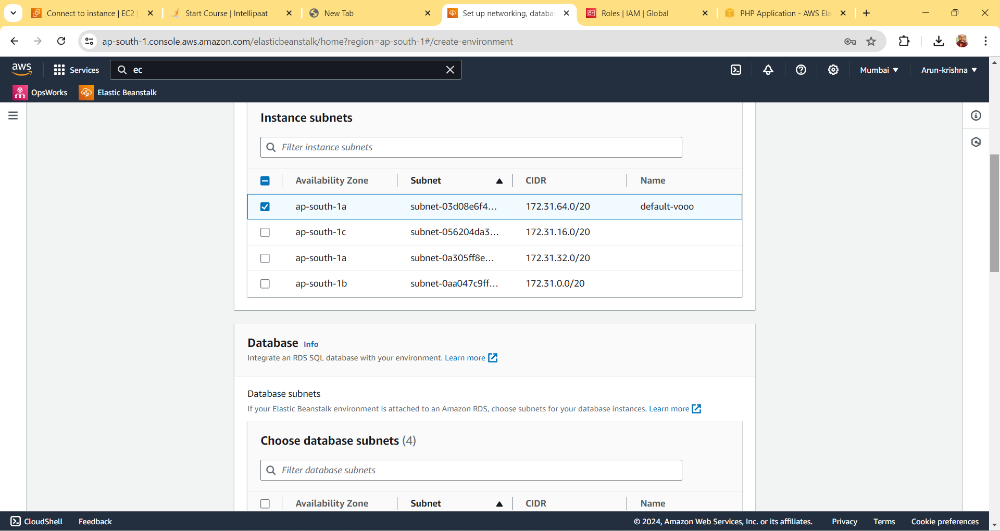 Connect to instance | EC2 |
Start Course | Intellipaat
New Tab
Set up networking, databas
Roles | IAM | Global
PHP Application - AWS Ela
ap-south-1.console.aws.amazon.com/elasticbeanstalk/home?region=ap-south-1#/create-environment
aws
Services
ec
Mumbai
Arun-krishna
OpsWorks
Elastic Beanstalk
Instance subnets
Filter instance subnets
Availability Zone Subnet CIDR Name
ap-south-1a subnet-03d08e6f4... 172.31.64.0/20 default-vooo
ap-south-1c subnet-056204da3... 172.31.16.0/20
ap-south-1a subnet-0a305ff8e... 172.31.32.0/20
ap-south-1b subnet-0aa047c9ff... 172.31.0.0/20
Database Info
Integrate an RDS SQL database with your environment. Learn more
Database subnets
If your Elastic Beanstalk environment is attached to an Amazon RDS, choose subnets for your database instances. Learn more
Choose database subnets (4)
Filter database subnets
Availability Zone Subnet CIDR Name
CloudShell Feedback © 2024, Amazon Web Services, Inc. or its affiliates. Privacy Terms Cookie preferences